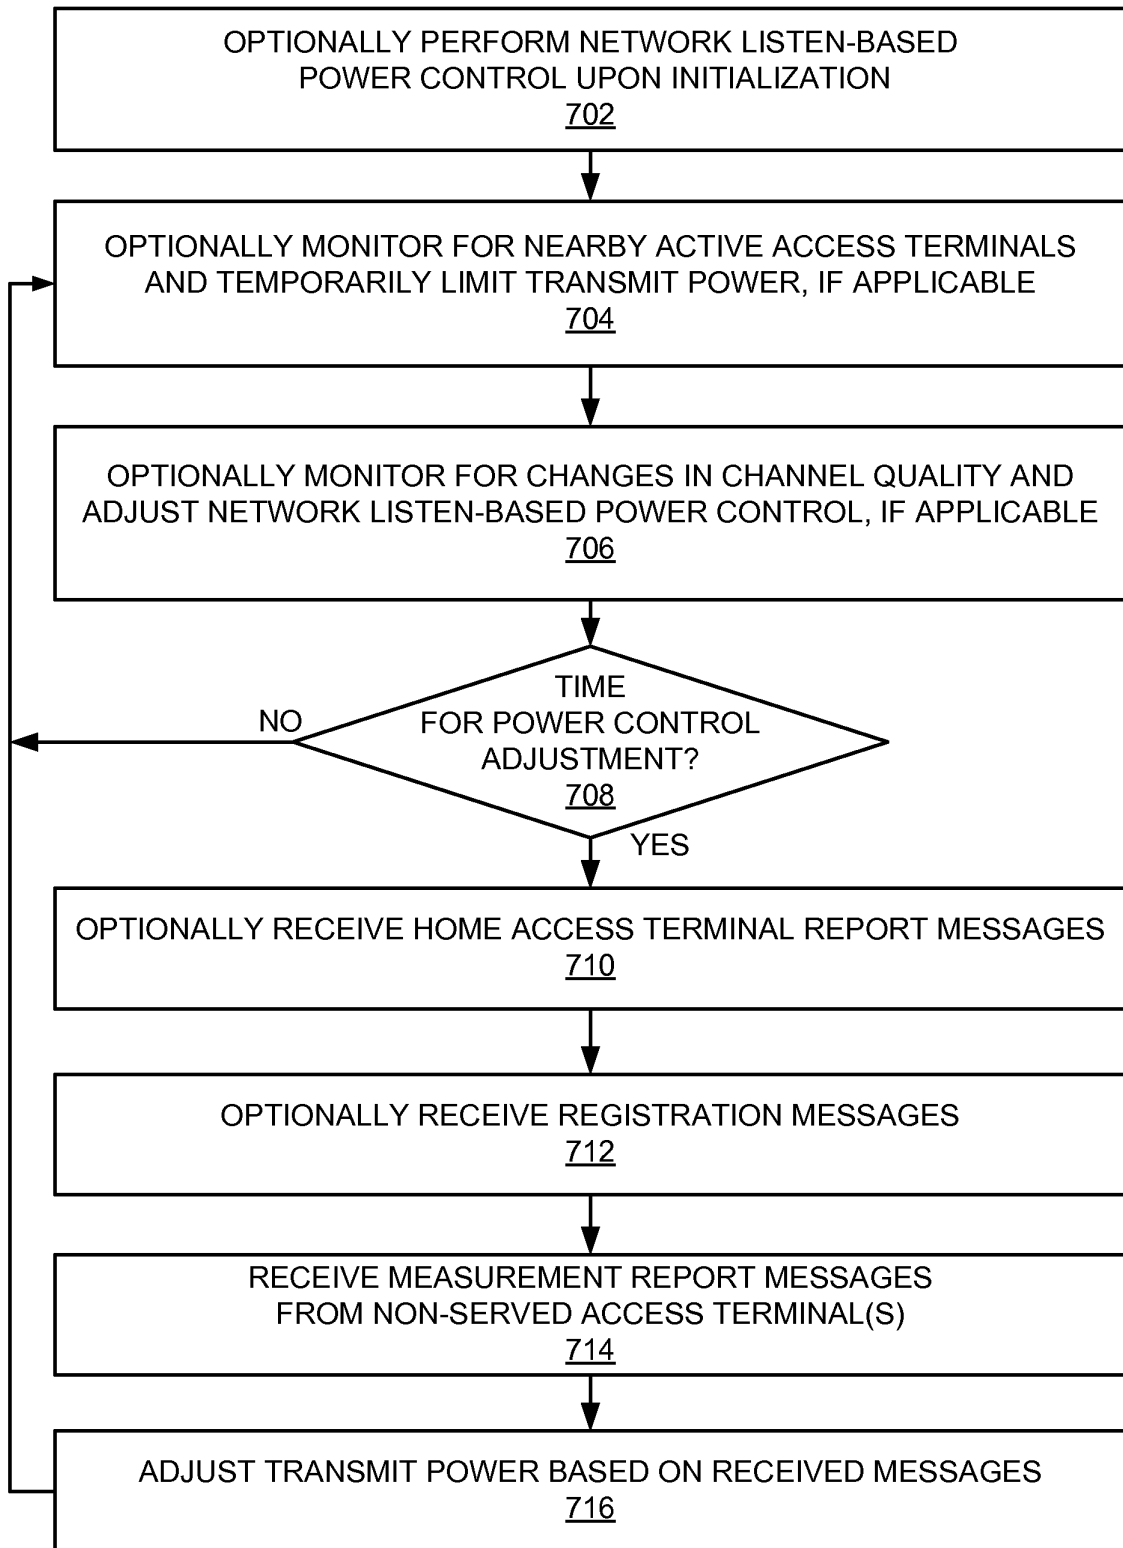 OPTIONALLY PERFORM NETWORK LISTEN-BASED
POWER CONTROL UPON INITIALIZATION
702
OPTIONALLY MONITOR FOR NEARBY ACTIVE ACCESS TERMINALS
AND TEMPORARILY LIMIT TRANSMIT POWER, IF APPLICABLE
704
OPTIONALLY MONITOR FOR CHANGES IN CHANNEL QUALITY AND
ADJUST NETWORK LISTEN-BASED POWER CONTROL, IF APPLICABLE
706
TIME
FOR POWER CONTROL
ADJUSTMENT?
708
NO
YES
OPTIONALLY RECEIVE HOME ACCESS TERMINAL REPORT MESSAGES
710
OPTIONALLY RECEIVE REGISTRATION MESSAGES
712
RECEIVE MEASUREMENT REPORT MESSAGES
FROM NON-SERVED ACCESS TERMINAL(S)
714
ADJUST TRANSMIT POWER BASED ON RECEIVED MESSAGES
716